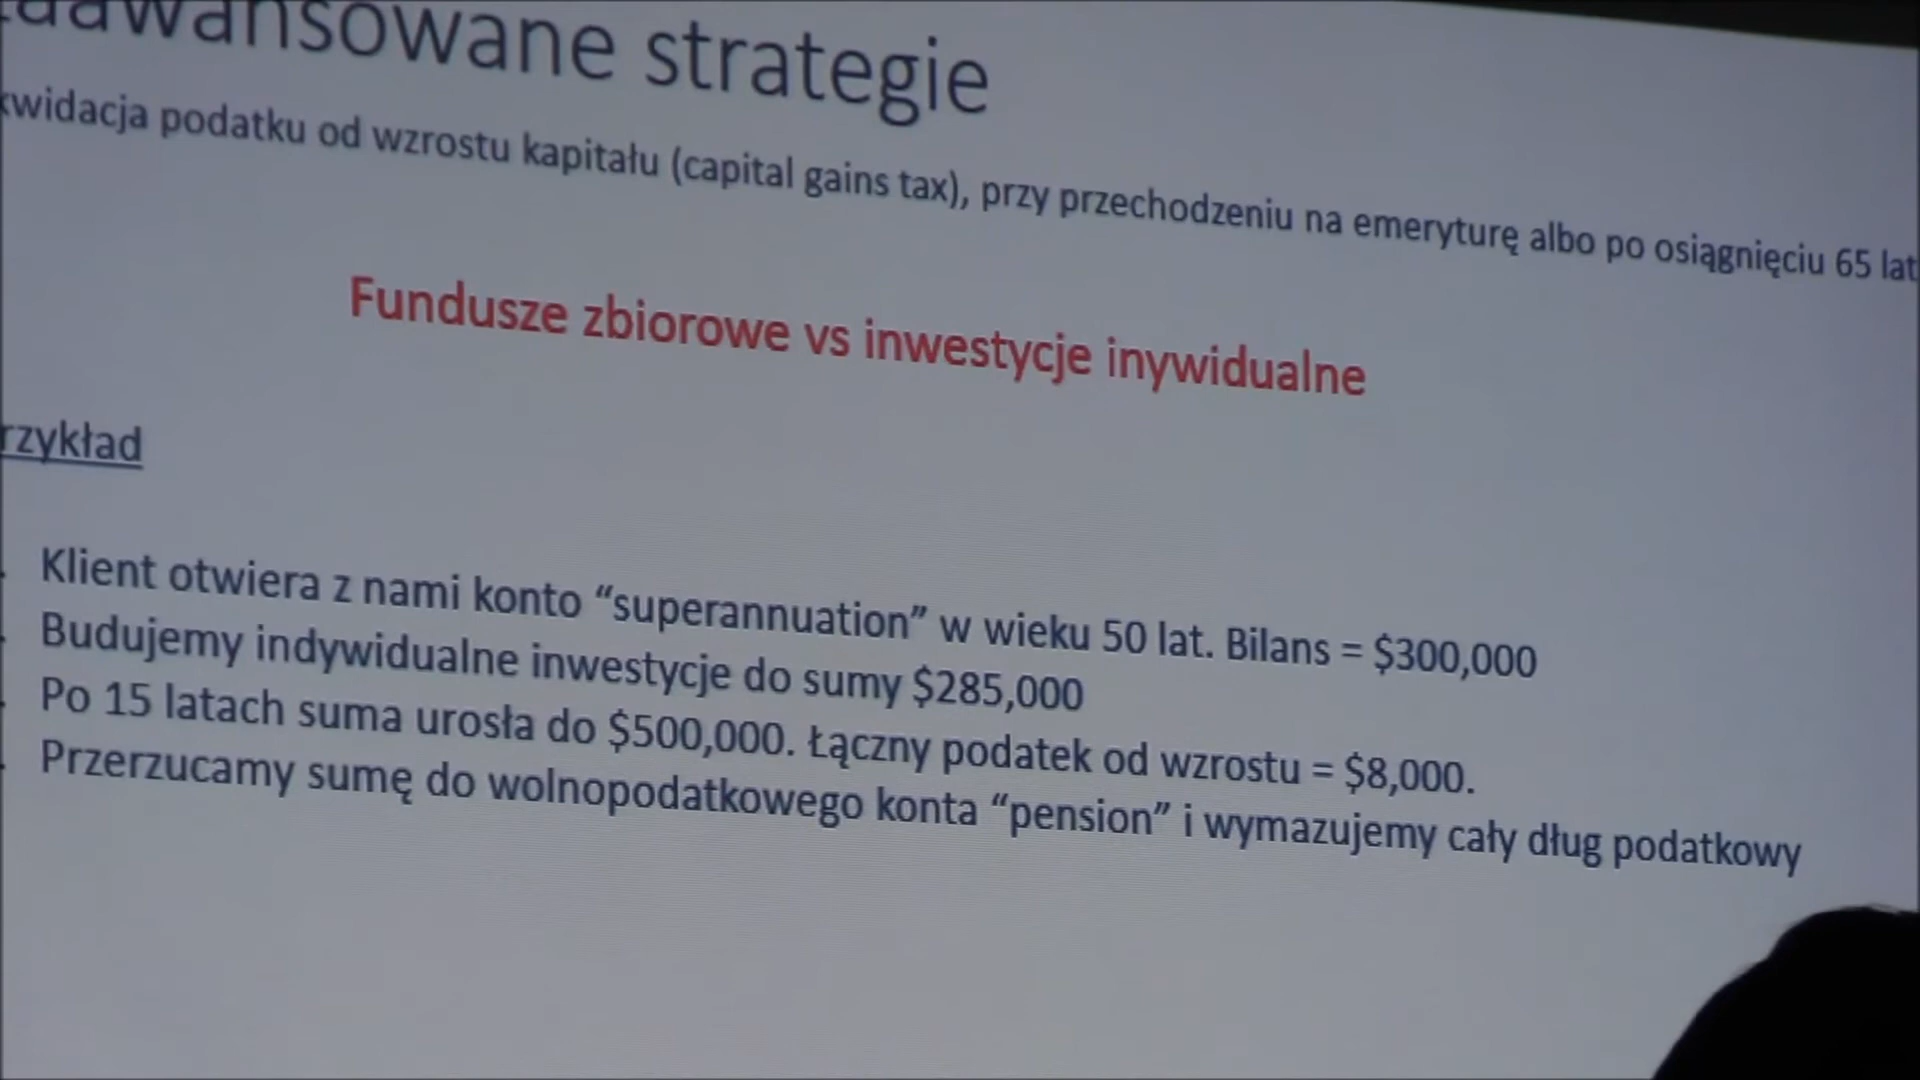 strategie
podatku od wzrostu kapitału (capital gains tax), przy przechodzeniu na emeryturę albo po osiągnięciu 65 lat
Fundusze zbiorowe vs inwestycje inywidualne
Klient otwiera z nami konto “superannuation” w wieku 50 lat. Bilans = $300,000
Budujemy indywidualne inwestycje do sumy $285,000
Po 15 latach suma urosła do $500,000. Łączny podatek od wzrostu = $8,000.
Przerzucamy sumę do wolnopodatkowego konta “pension” i wymazujemy cały dług podatkowy